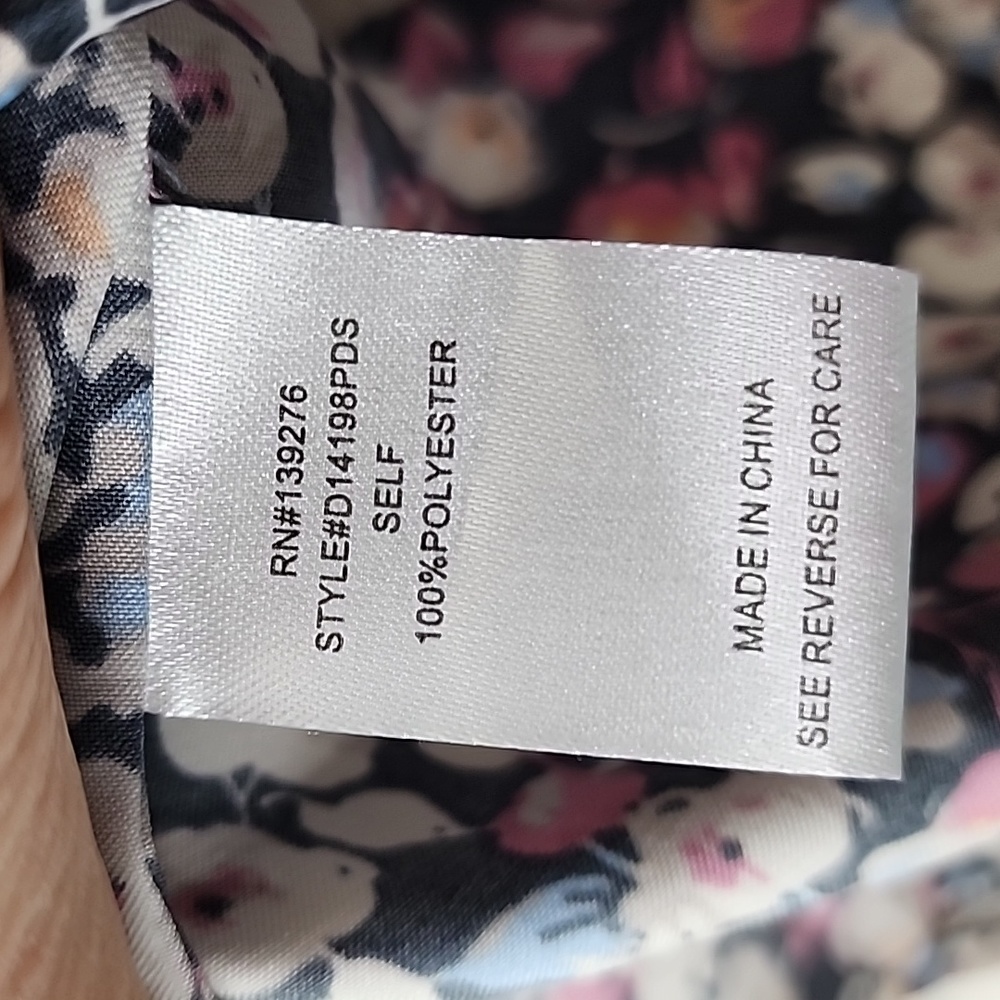 RN#139276
STYLE#D14198PDS
SELF
100%POLYESTER
MADE IN CHINA
SEE REVERSE FOR CARE